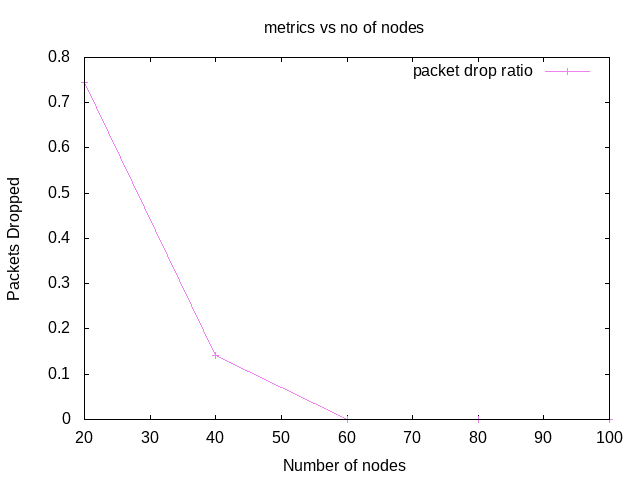 metrics vs no of nodes
packet drop ratio
Packets Dropped
0.8
0.7
0.6
0.5
0.4
0.3
0.2
0.1
0
20 30 40 50 60 70 80 90 100
Number of nodes